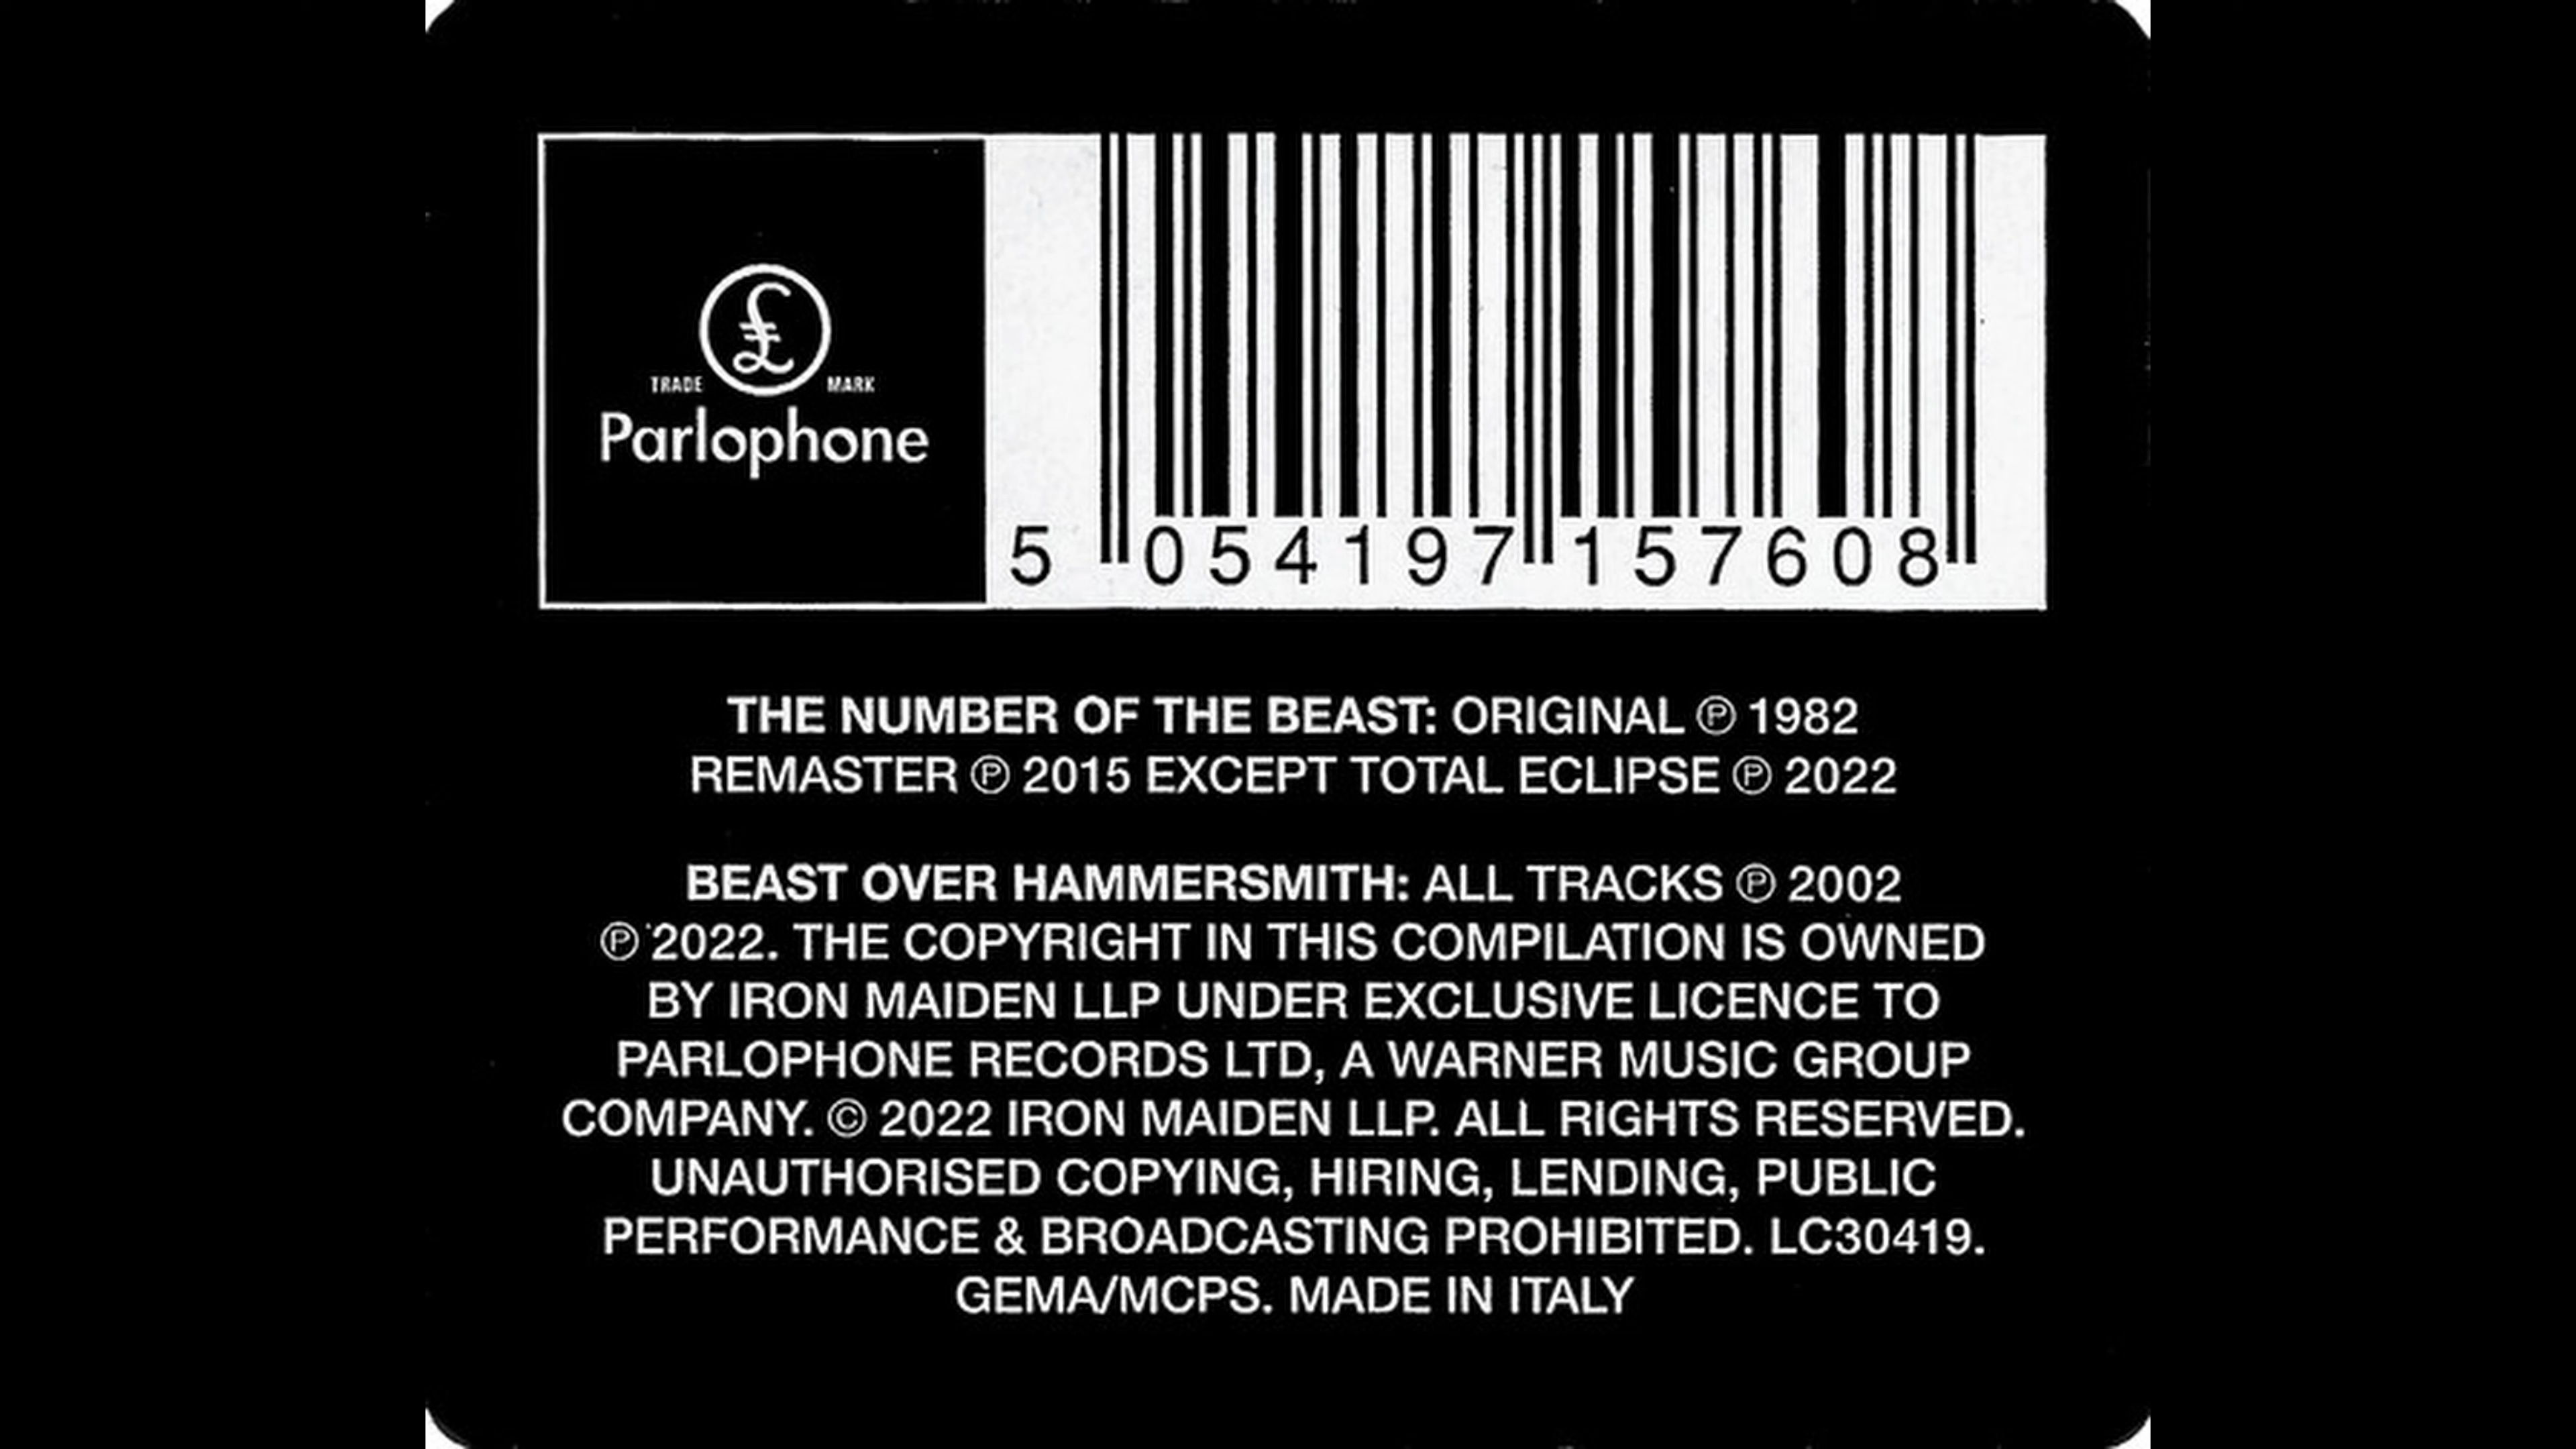 £
TRADE MARK
Parlophone
5 054197 157608
THE NUMBER OF THE BEAST: ORIGINAL ℗ 1982
REMASTER ℗ 2015 EXCEPT TOTAL ECLIPSE ℗ 2022
BEAST OVER HAMMERSMITH: ALL TRACKS ℗ 2002
℗ 2022. THE COPYRIGHT IN THIS COMPILATION IS OWNED
BY IRON MAIDEN LLP UNDER EXCLUSIVE LICENCE TO
PARLOPHONE RECORDS LTD, A WARNER MUSIC GROUP
COMPANY. © 2022 IRON MAIDEN LLP. ALL RIGHTS RESERVED.
UNAUTHORISED COPYING, HIRING, LENDING, PUBLIC
PERFORMANCE & BROADCASTING PROHIBITED. LC30419.
GEMA/MCPS. MADE IN ITALY